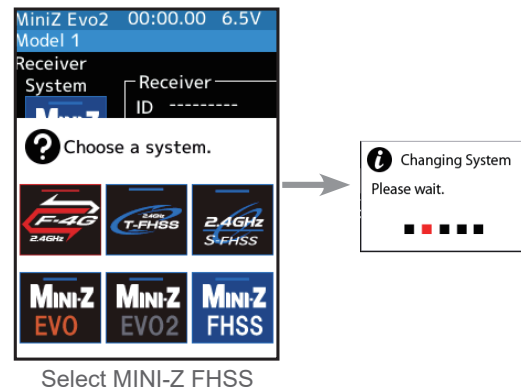 MiniZ Evo2 00:00.00 6.5V
Model 1
Receiver
System
Receiver
ID ---------
MINI-Z
? Choose a system.
F-4G
2.4GHz
2.4GHz
T-FHSS
2.4GHz
S-FHSS
MINI-Z
EVO
MINI-Z
EVO2
MINI-Z
FHSS
Select MINI-Z FHSS
i Changing System
Please wait.